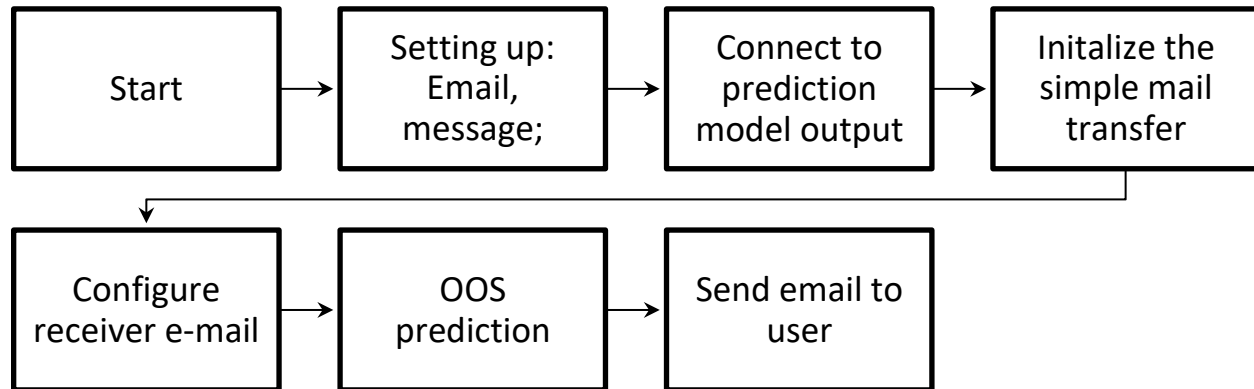 Start
Setting up:
Email,
message;
Connect to
prediction
model output
Initalize the
simple mail
transfer
Configure
receiver e-mail
OOS
prediction
Send email to
user